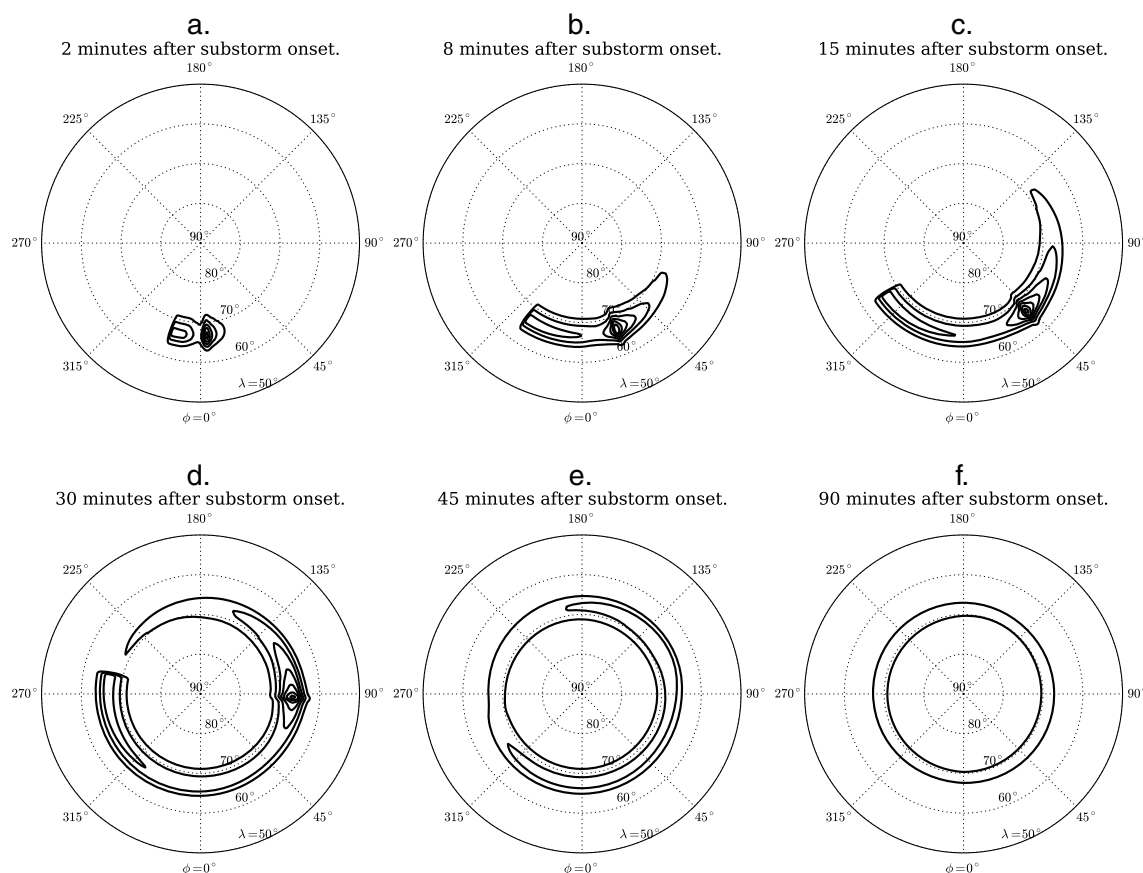 a.
2 minutes after substorm onset.
180°
225°
135°
270°
90°
90°
80°
70°
60°
315°
45°
λ=50°
ϕ=0°
b.
8 minutes after substorm onset.
180°
225°
135°
270°
90°
90°
80°
70°
60°
315°
45°
λ=50°
ϕ=0°
c.
15 minutes after substorm onset.
180°
225°
135°
270°
90°
90
80°
70°
60°
315°
45°
λ=50°
ϕ=0°
d.
30 minutes after substorm onset.
180°
225°
135°
270°
90°
90°
80°
70°
60°
315°
45°
λ=50°
ϕ=0°
e.
45 minutes after substorm onset.
180°
225°
135°
270°
90°
90°
80°
70°
60°
315°
45°
λ=50°
ϕ=0°
f.
90 minutes after substorm onset.
180°
225°
135°
270°
90°
90
80°
70°
60°
315°
45°
λ=50°
ϕ=0°